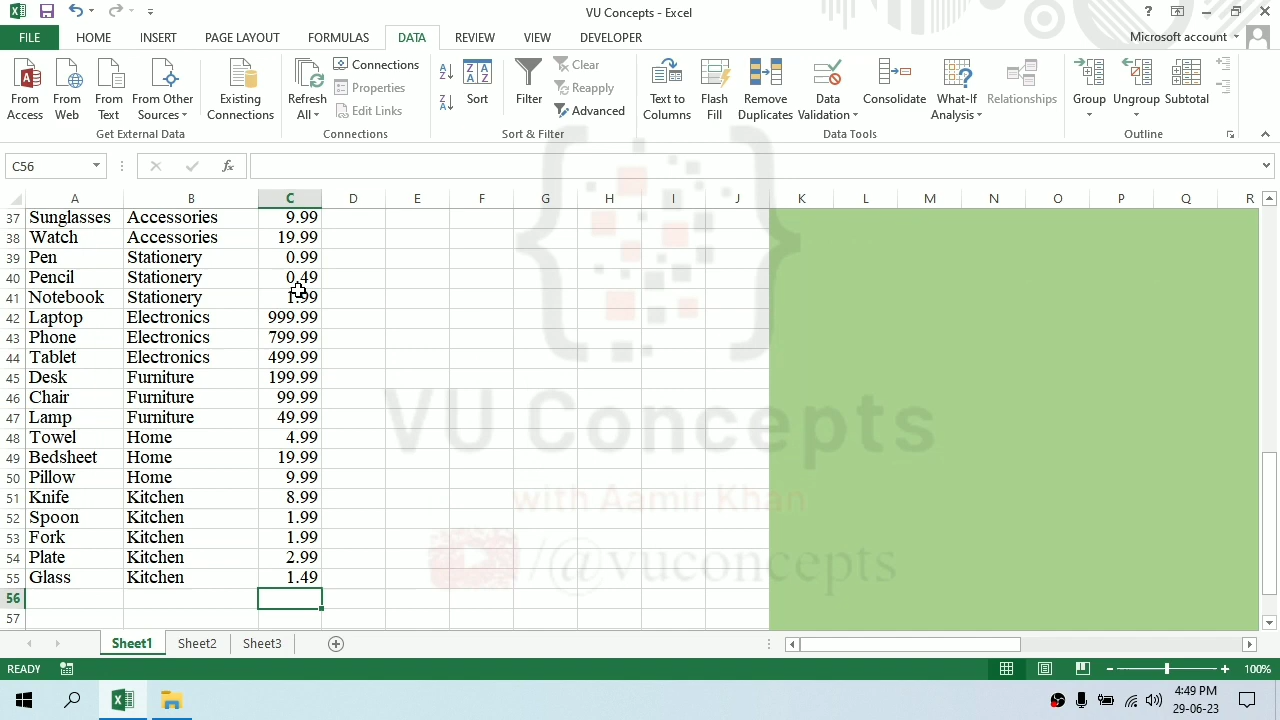 VU Concepts - Excel
Microsoft account
FILE HOME INSERT PAGE LAYOUT FORMULAS DATA REVIEW VIEW DEVELOPER
From Access
From Web
From Text
From Other Sources
Existing Connections
Get External Data
Refresh All
Connections
Properties
Edit Links
Connections
Sort
Filter
Clear
Reapply
Advanced
Sort & Filter
Text to Columns
Flash Fill
Remove Duplicates
Data Validation
Consolidate
What-If Analysis
Relationships
Data Tools
Group
Ungroup
Subtotal
Outline
C56
fx
A B C D E F G H I J K L M N O P Q R
37 Sunglasses Accessories 9.99
38 Watch Accessories 19.99
39 Pen Stationery 0.99
40 Pencil Stationery 0.49
41 Notebook Stationery 1.99
42 Laptop Electronics 999.99
43 Phone Electronics 799.99
44 Tablet Electronics 499.99
45 Desk Furniture 199.99
46 Chair Furniture 99.99
47 Lamp Furniture 49.99
48 Towel Home 4.99
49 Bedsheet Home 19.99
50 Pillow Home 9.99
51 Knife Kitchen 8.99
52 Spoon Kitchen 1.99
53 Fork Kitchen 1.99
54 Plate Kitchen 2.99
55 Glass Kitchen 1.49
56
57
VU Concepts
with Aamir Khan
/@vuconcepts
Sheet1 Sheet2 Sheet3
READY
100%
4:49 PM
29-06-23